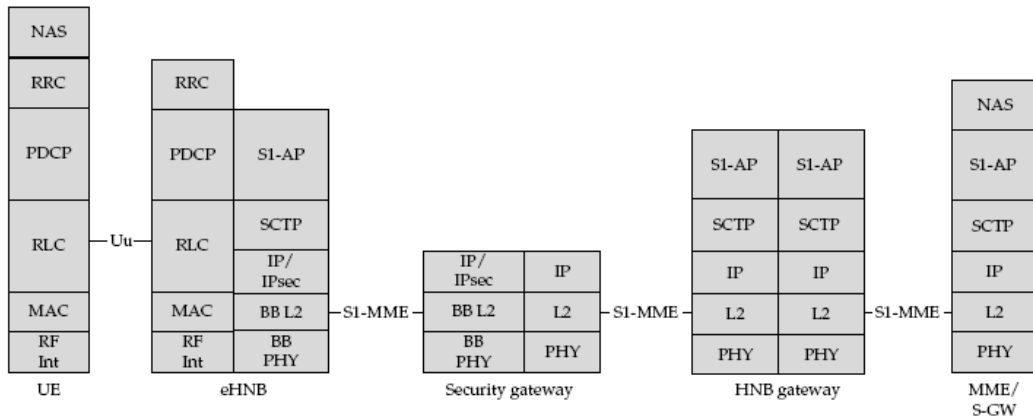 NAS
RRC
PDCP
RLC
MAC
RF
Int
UE
Uu
RRC
PDCP
RLC
MAC
RF
Int
S1-AP
SCTP
IP/
IPsec
BB L2
BB
PHY
eHNB
S1-MME
IP/
IPsec
BB L2
BB
PHY
IP
L2
PHY
Security gateway
S1-MME
S1-AP
SCTP
IP
L2
PHY
S1-AP
SCTP
IP
L2
PHY
HNB gateway
S1-MME
NAS
S1-AP
SCTP
IP
L2
PHY
MME/
S-GW